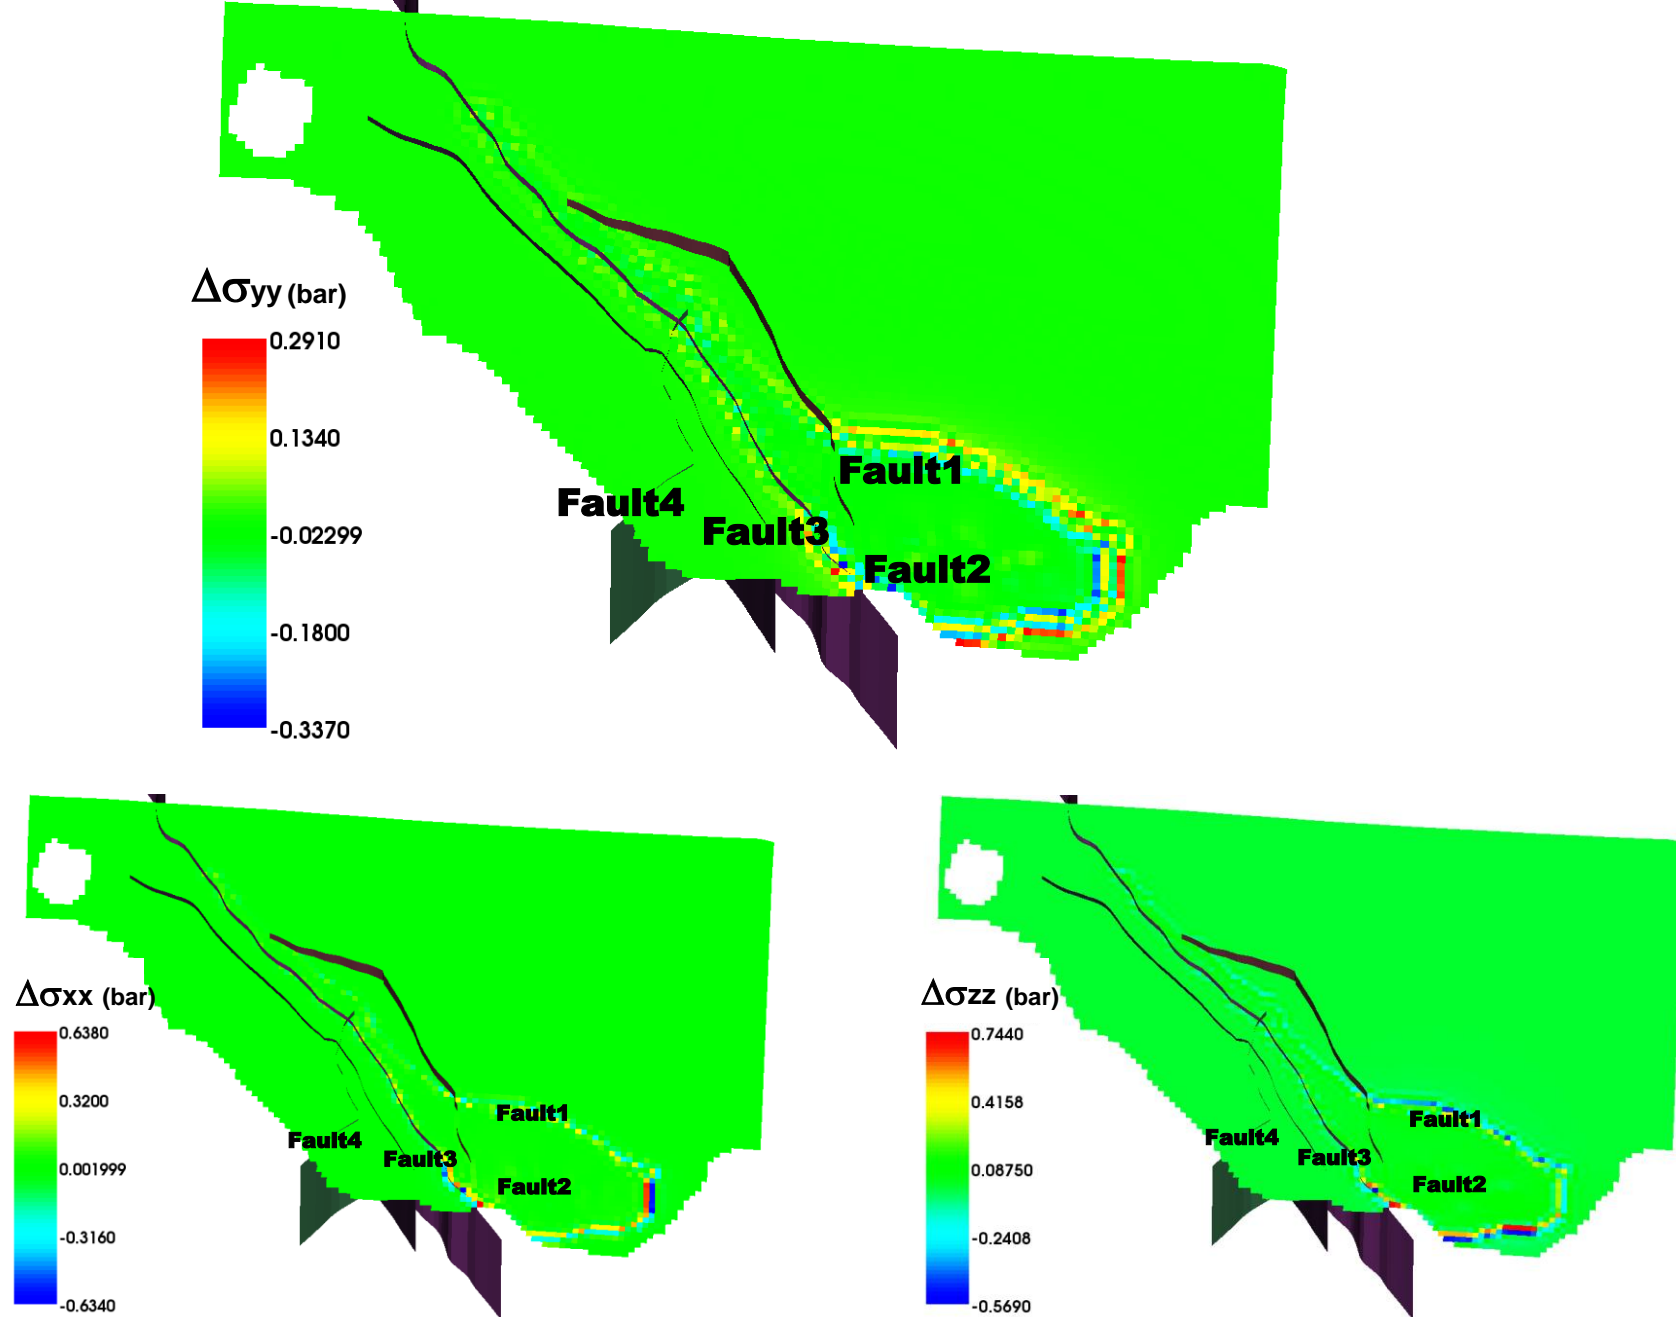 Δσyy (bar)
0.2910
0.1340
-0.02299
-0.1800
-0.3370
Fault1
Fault4
Fault3
Fault2
Δσxx (bar)
0.6380
0.3200
0.001999
-0.3160
-0.6340
Fault1
Fault4
Fault3
Fault2
Δσzz (bar)
0.7440
0.4158
0.08750
-0.2408
-0.5690
Fault1
Fault4
Fault3
Fault2